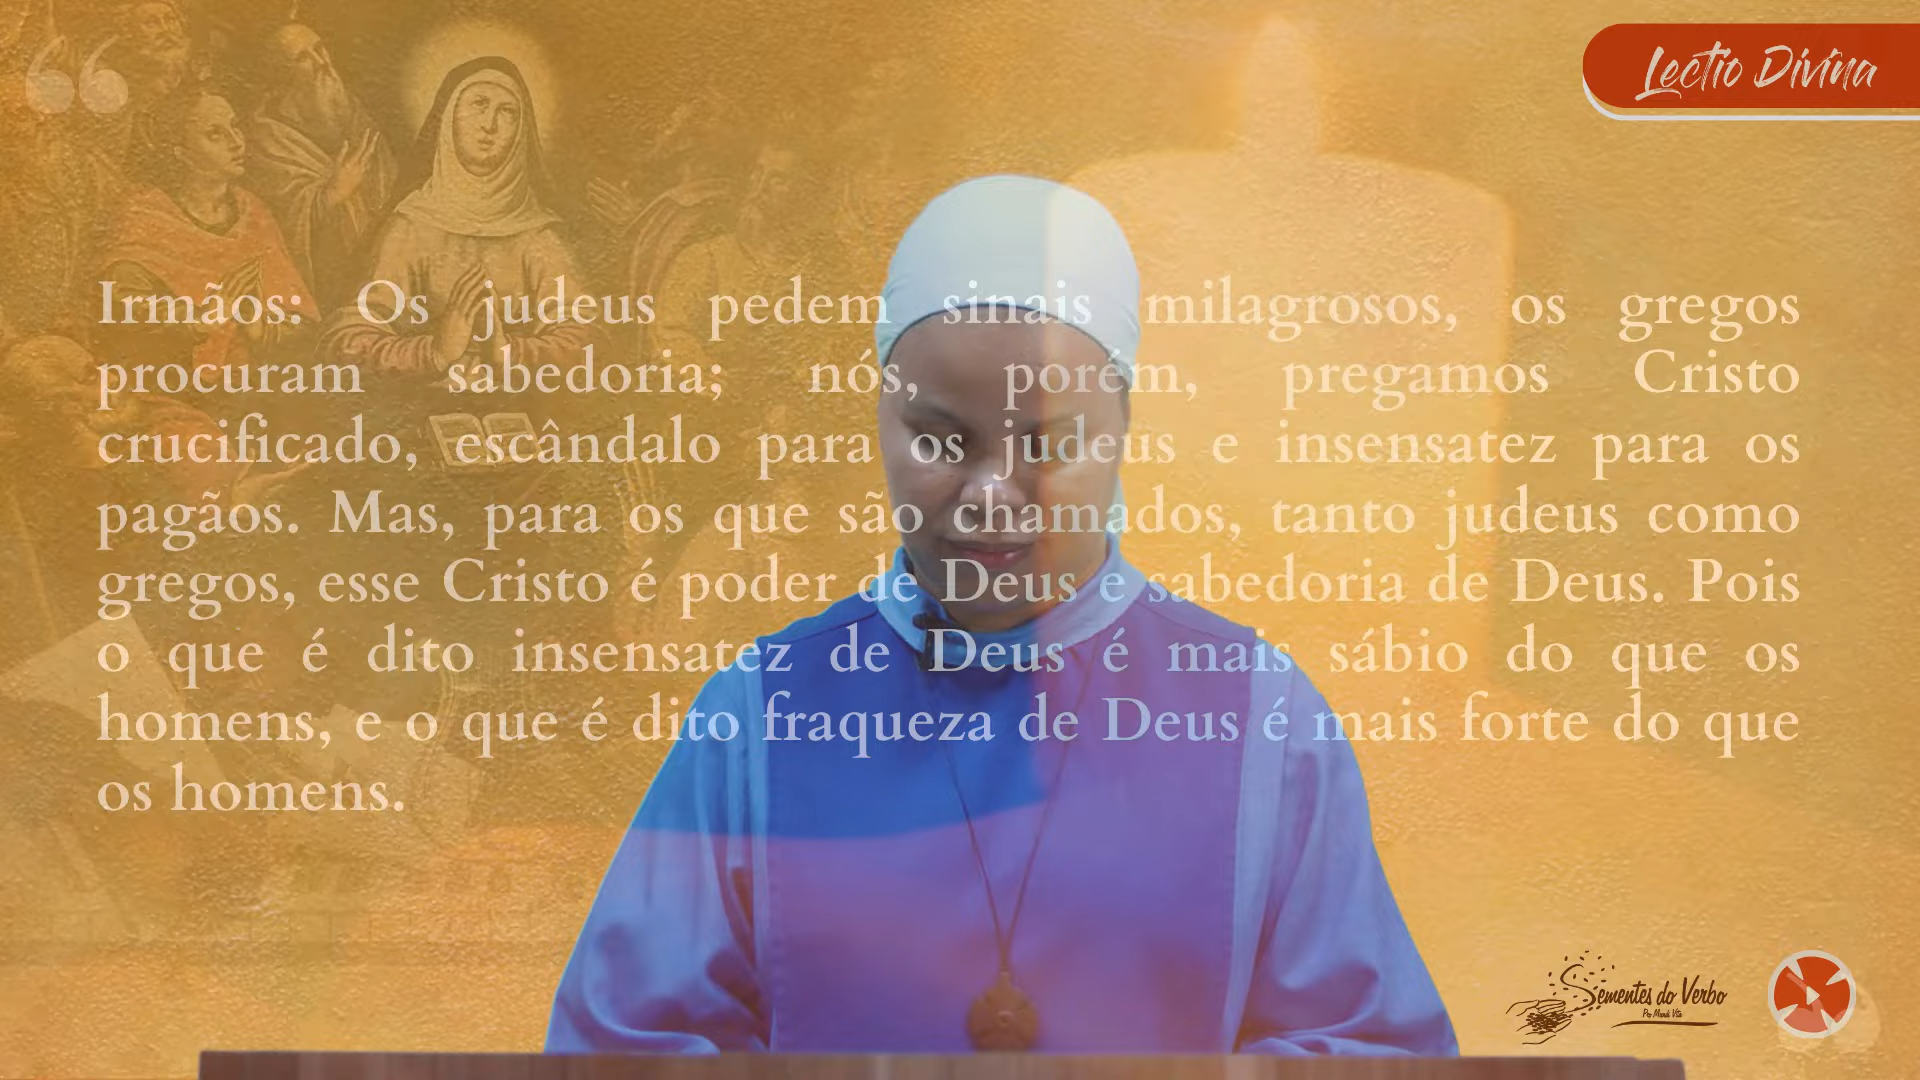 Lectio Divina
Irmãos: Os judeus pedem sinais milagrosos, os gregos
procuram sabedoria; nós, porém, pregamos Cristo
crucificado, escândalo para os judeus e insensatez para os
pagãos. Mas, para os que são chamados, tanto judeus como
gregos, esse Cristo é poder de Deus e sabedoria de Deus. Pois
o que é dito insensatez de Deus é mais sábio do que os
homens, e o que é dito fraqueza de Deus é mais forte do que
os homens.
Sementes do Verbo